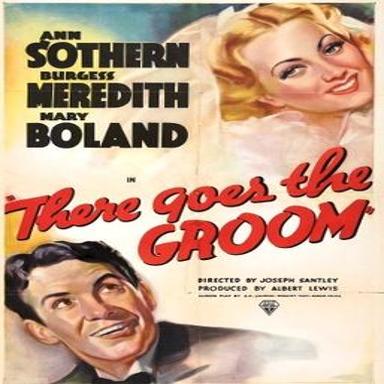 ANN
SOTHERN
BURGESS
MEREDITH
MARY
BOLAND
IN
"There goes the
GROOM"
DIRECTED BY JOSEPH SANTLEY
PRODUCED BY ALBERT LEWIS